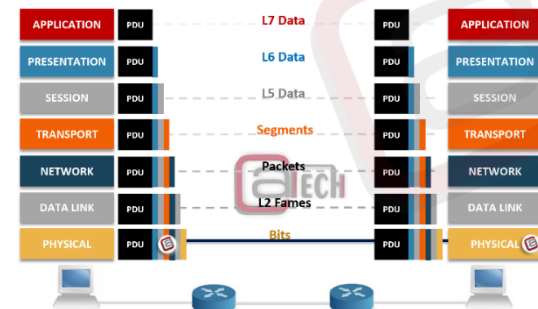 APPLICATION PDU L7 Data PDU APPLICATION
PRESENTATION PDU L6 Data PDU PRESENTATION
SESSION PDU L5 Data PDU SESSION
TRANSPORT PDU Segments PDU TRANSPORT
NETWORK PDU Packets PDU NETWORK
TECH
DATA LINK PDU L2 Fames PDU DATA LINK
PHYSICAL PDU Bits PDU PHYSICAL